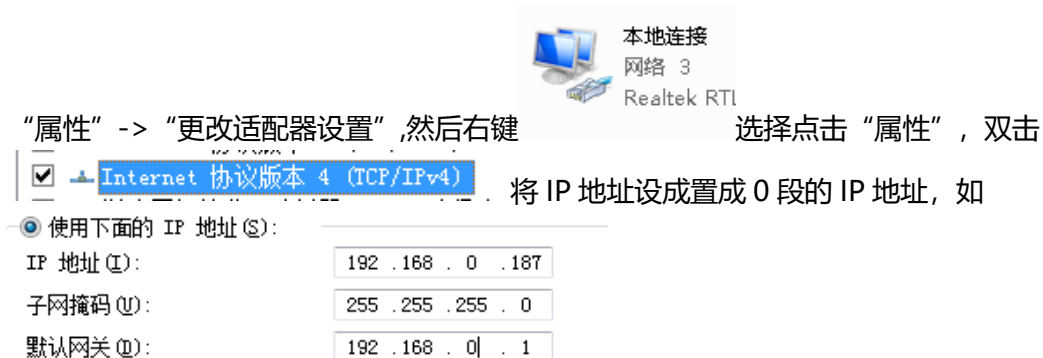 本地连接
网络 3
Realtek RTL
“属性”->“更改适配器设置”,然后右键 选择点击“属性”，双击
Internet 协议版本 4 (TCP/IPv4) 将 IP 地址设成置成 0 段的 IP 地址，如
使用下面的 IP 地址(S):
IP 地址(I): 192 .168 . 0 .187
子网掩码(U): 255 .255 .255 . 0
默认网关(D): 192 .168 . 0 . 1